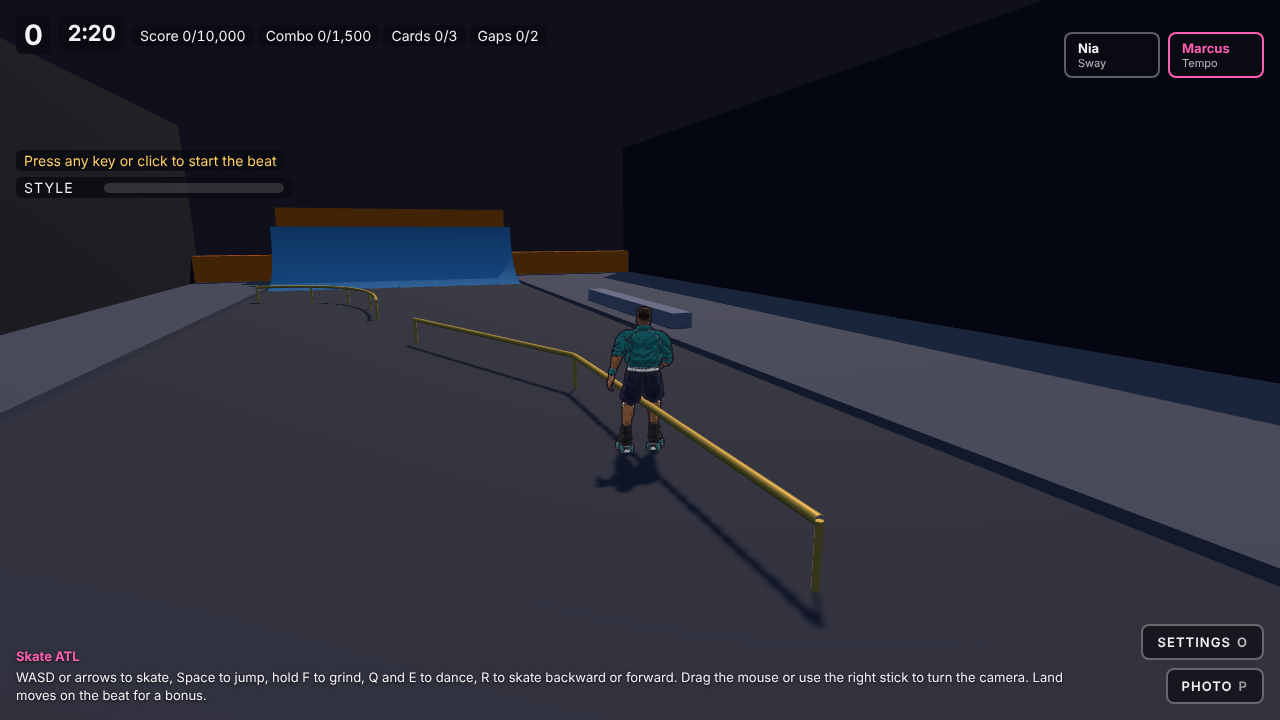 0
2:20
Score 0/10,000
Combo 0/1,500
Cards 0/3
Gaps 0/2
Nia
Sway
Marcus
Tempo
Press any key or click to start the beat
STYLE
SETTINGS O
PHOTO P
Skate ATL
WASD or arrows to skate, Space to jump, hold F to grind, Q and E to dance, R to skate backward or forward. Drag the mouse or use the right stick to turn the camera. Land
moves on the beat for a bonus.